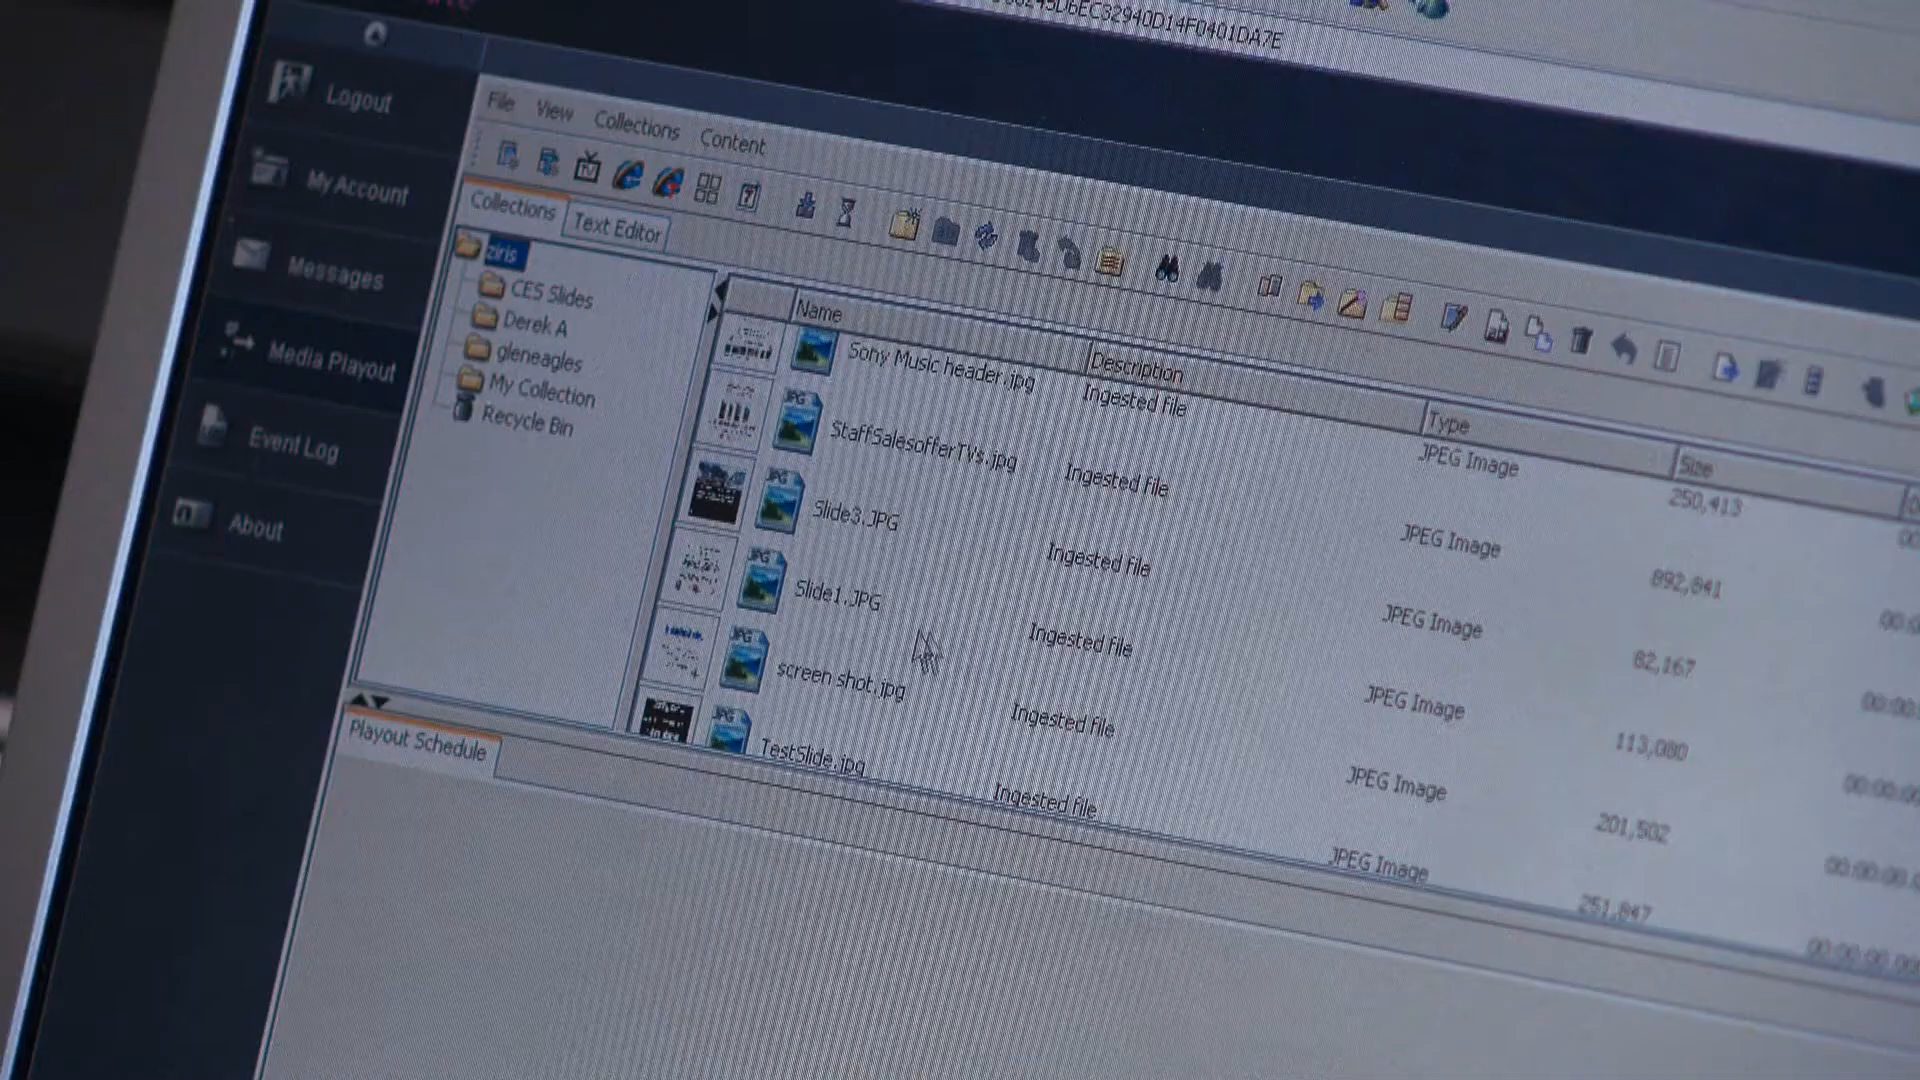 Logout
My Account
Messages
Media Playout
Event Log
About
File View Collections Content
Collections Text Editor
ziris
CES Slides
Derek A
gleneagles
My Collection
Recycle Bin
Name Description Type Size
Sony Music header.jpg Ingested file JPEG Image 250,413
StaffSalesofferTVs.jpg Ingested file JPEG Image 892,841
Slide3.JPG Ingested file JPEG Image 82,167
Slide1.JPG Ingested file JPEG Image 113,080
screen shot.jpg Ingested file JPEG Image 201,502
TestSlide.jpg Ingested file JPEG Image 251,847
Playout Schedule